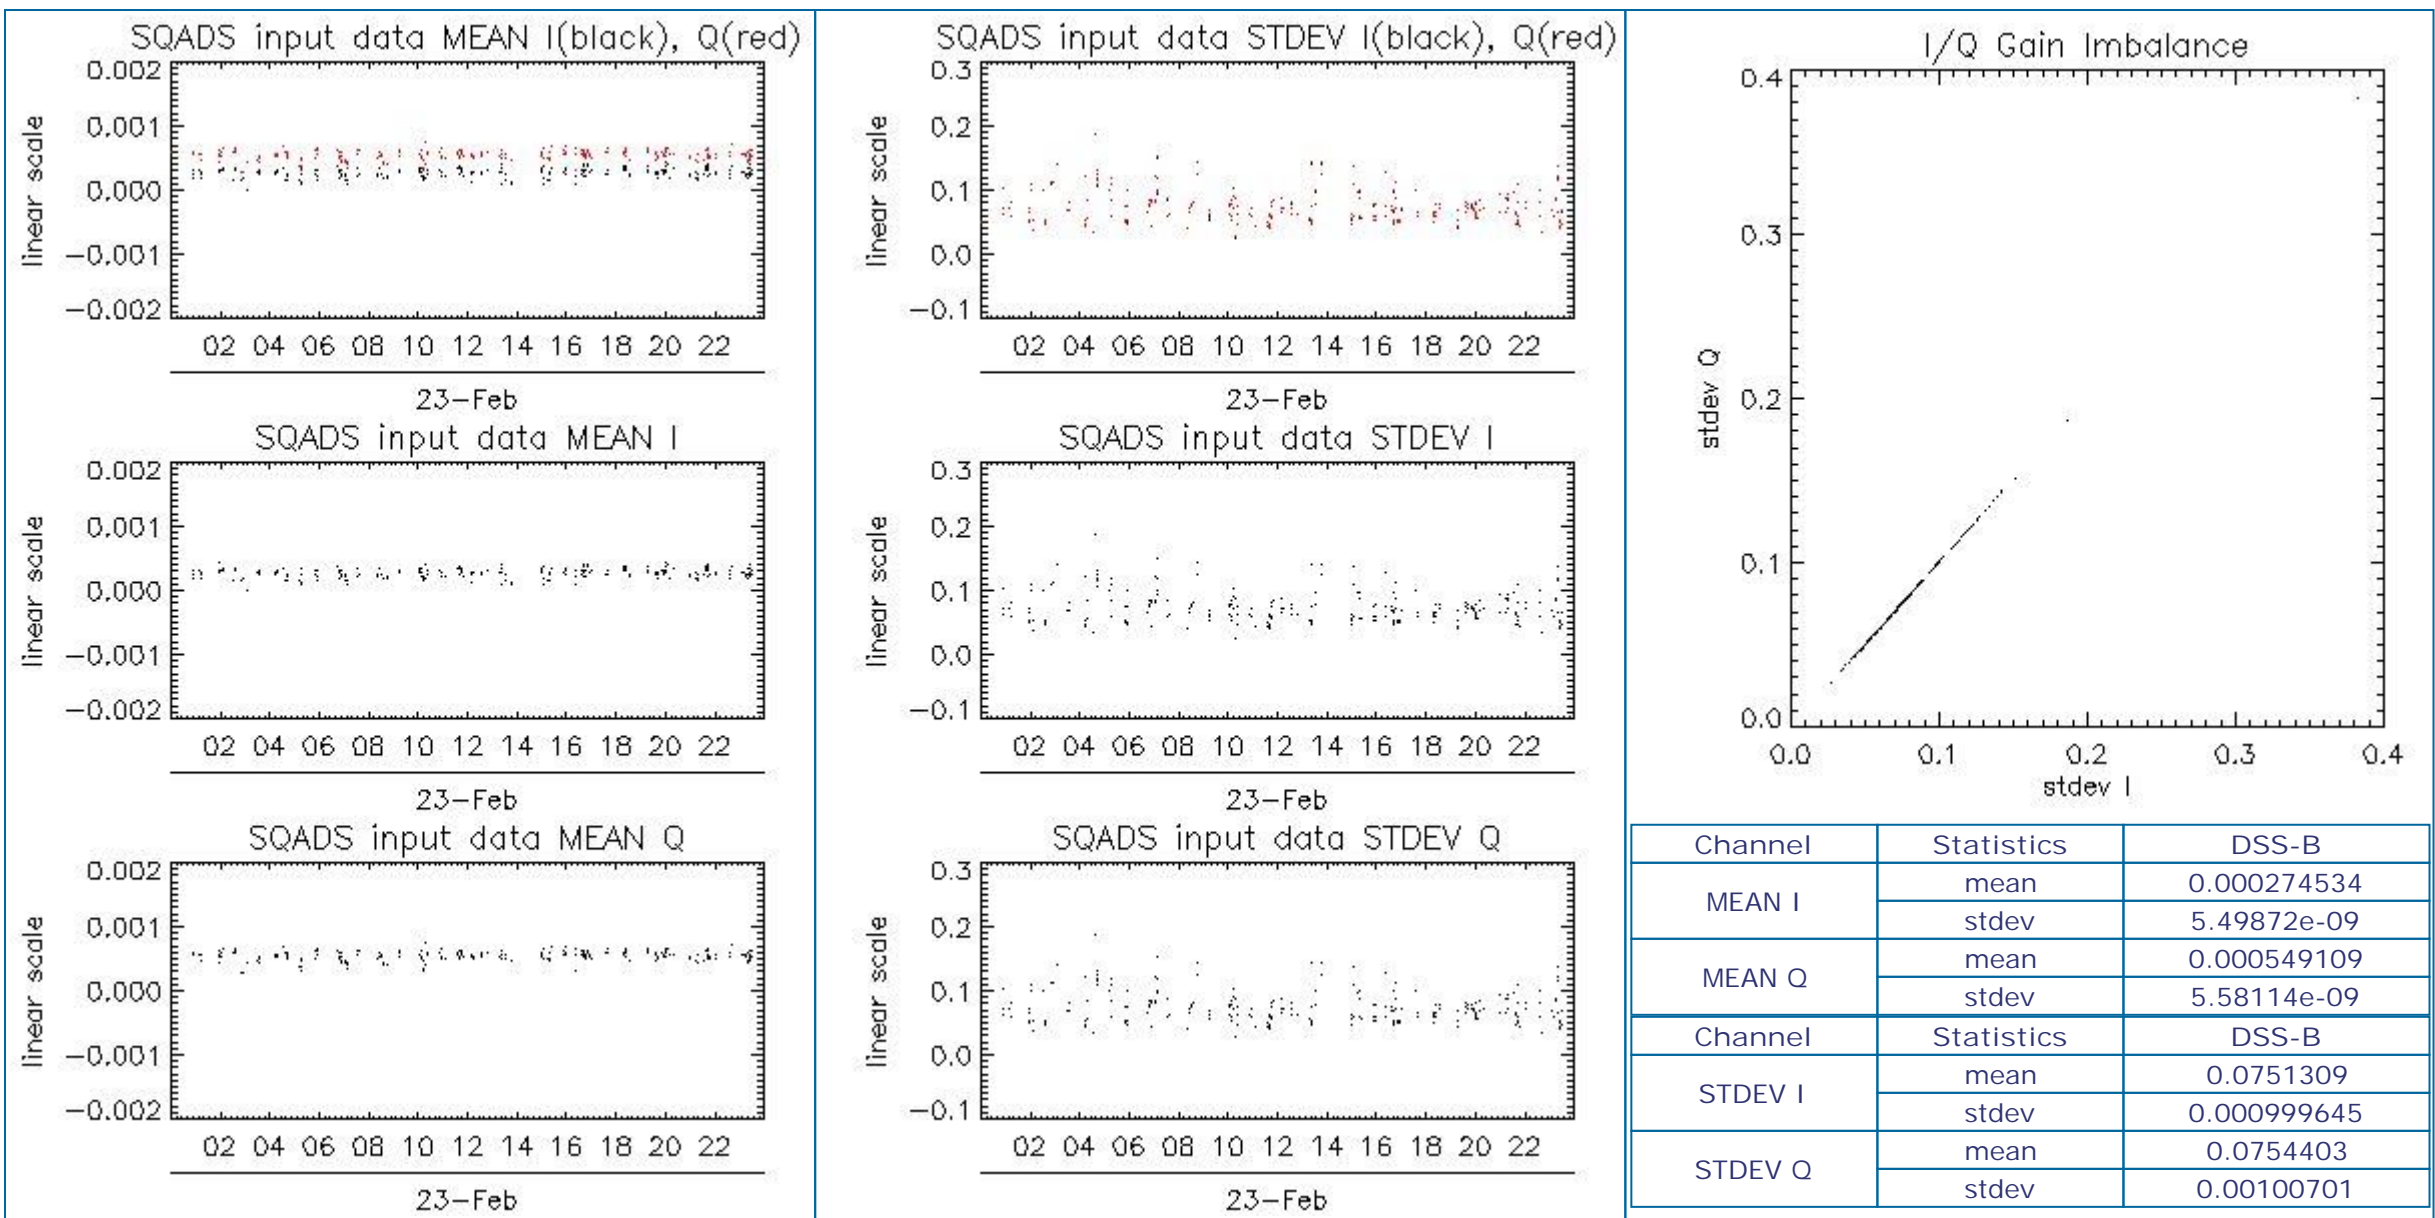 SQADS input data MEAN I(black), Q(red)
0.002
0.001
0.000
−0.001
−0.002
linear scale
02 04 06 08 10 12 14 16 18 20 22
23−Feb
SQADS input data MEAN I
0.002
0.001
0.000
−0.001
−0.002
linear scale
02 04 06 08 10 12 14 16 18 20 22
23−Feb
SQADS input data MEAN Q
0.002
0.001
0.000
−0.001
−0.002
linear scale
02 04 06 08 10 12 14 16 18 20 22
23−Feb
SQADS input data STDEV I(black), Q(red)
0.3
0.2
0.1
0.0
−0.1
linear scale
02 04 06 08 10 12 14 16 18 20 22
23−Feb
SQADS input data STDEV I
0.3
0.2
0.1
0.0
−0.1
linear scale
02 04 06 08 10 12 14 16 18 20 22
23−Feb
SQADS input data STDEV Q
0.3
0.2
0.1
0.0
−0.1
linear scale
02 04 06 08 10 12 14 16 18 20 22
23−Feb
I/Q Gain Imbalance
0.4
0.3
0.2
0.1
0.0
stdev Q
0.0 0.1 0.2 0.3 0.4
stdev I
Channel Statistics DSS-B
MEAN I mean 0.000274534
stdev 5.49872e-09
MEAN Q mean 0.000549109
stdev 5.58114e-09
Channel Statistics DSS-B
STDEV I mean 0.0751309
stdev 0.000999645
STDEV Q mean 0.0754403
stdev 0.00100701